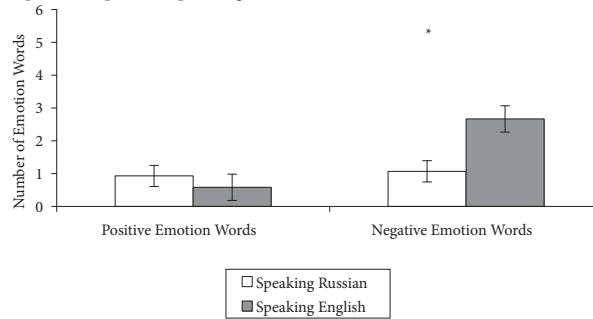 6
5
4
3
2
1
0
Number of Emotion Words
*
Positive Emotion Words
Negative Emotion Words
Speaking Russian
Speaking English